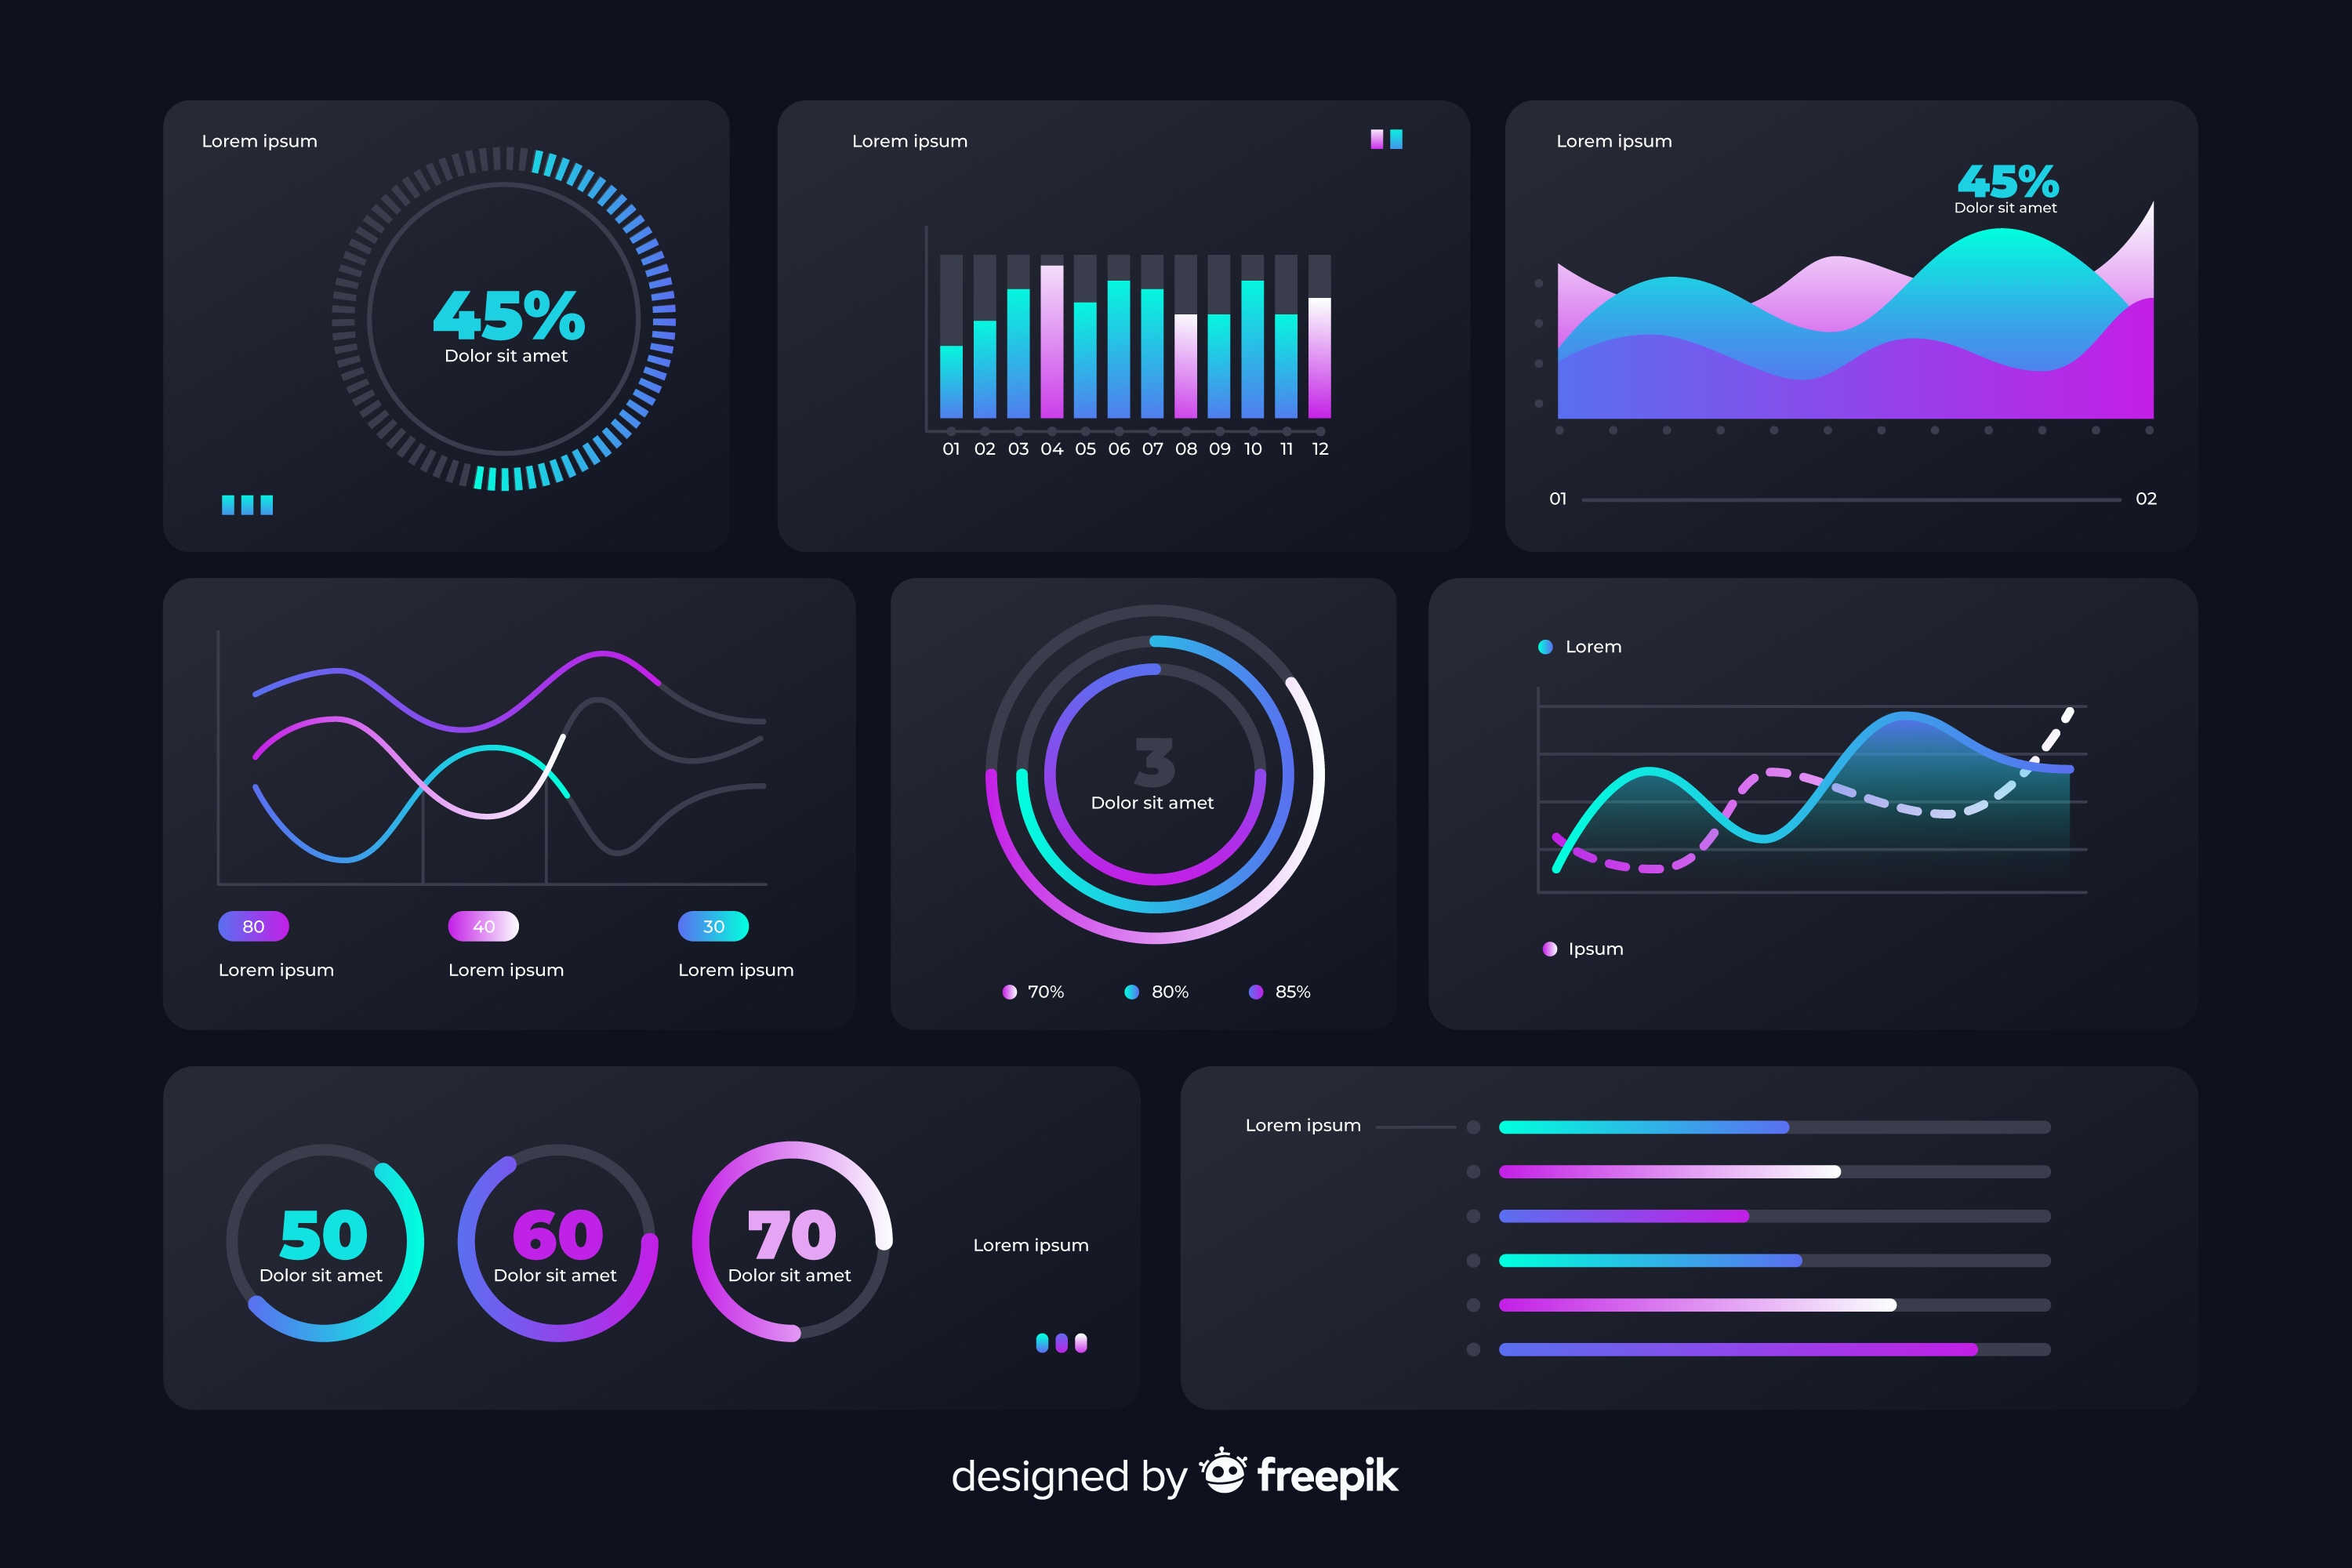 Lorem ipsum
45%
Dolor sit amet
Lorem ipsum
01 02 03 04 05 06 07 08 09 10 11 12
Lorem ipsum
45%
Dolor sit amet
01 02
80 40 30
Lorem ipsum Lorem ipsum Lorem ipsum
3
Dolor sit amet
70% 80% 85%
Lorem
Ipsum
50
Dolor sit amet
60
Dolor sit amet
70
Dolor sit amet
Lorem ipsum
Lorem ipsum
designed by freepik